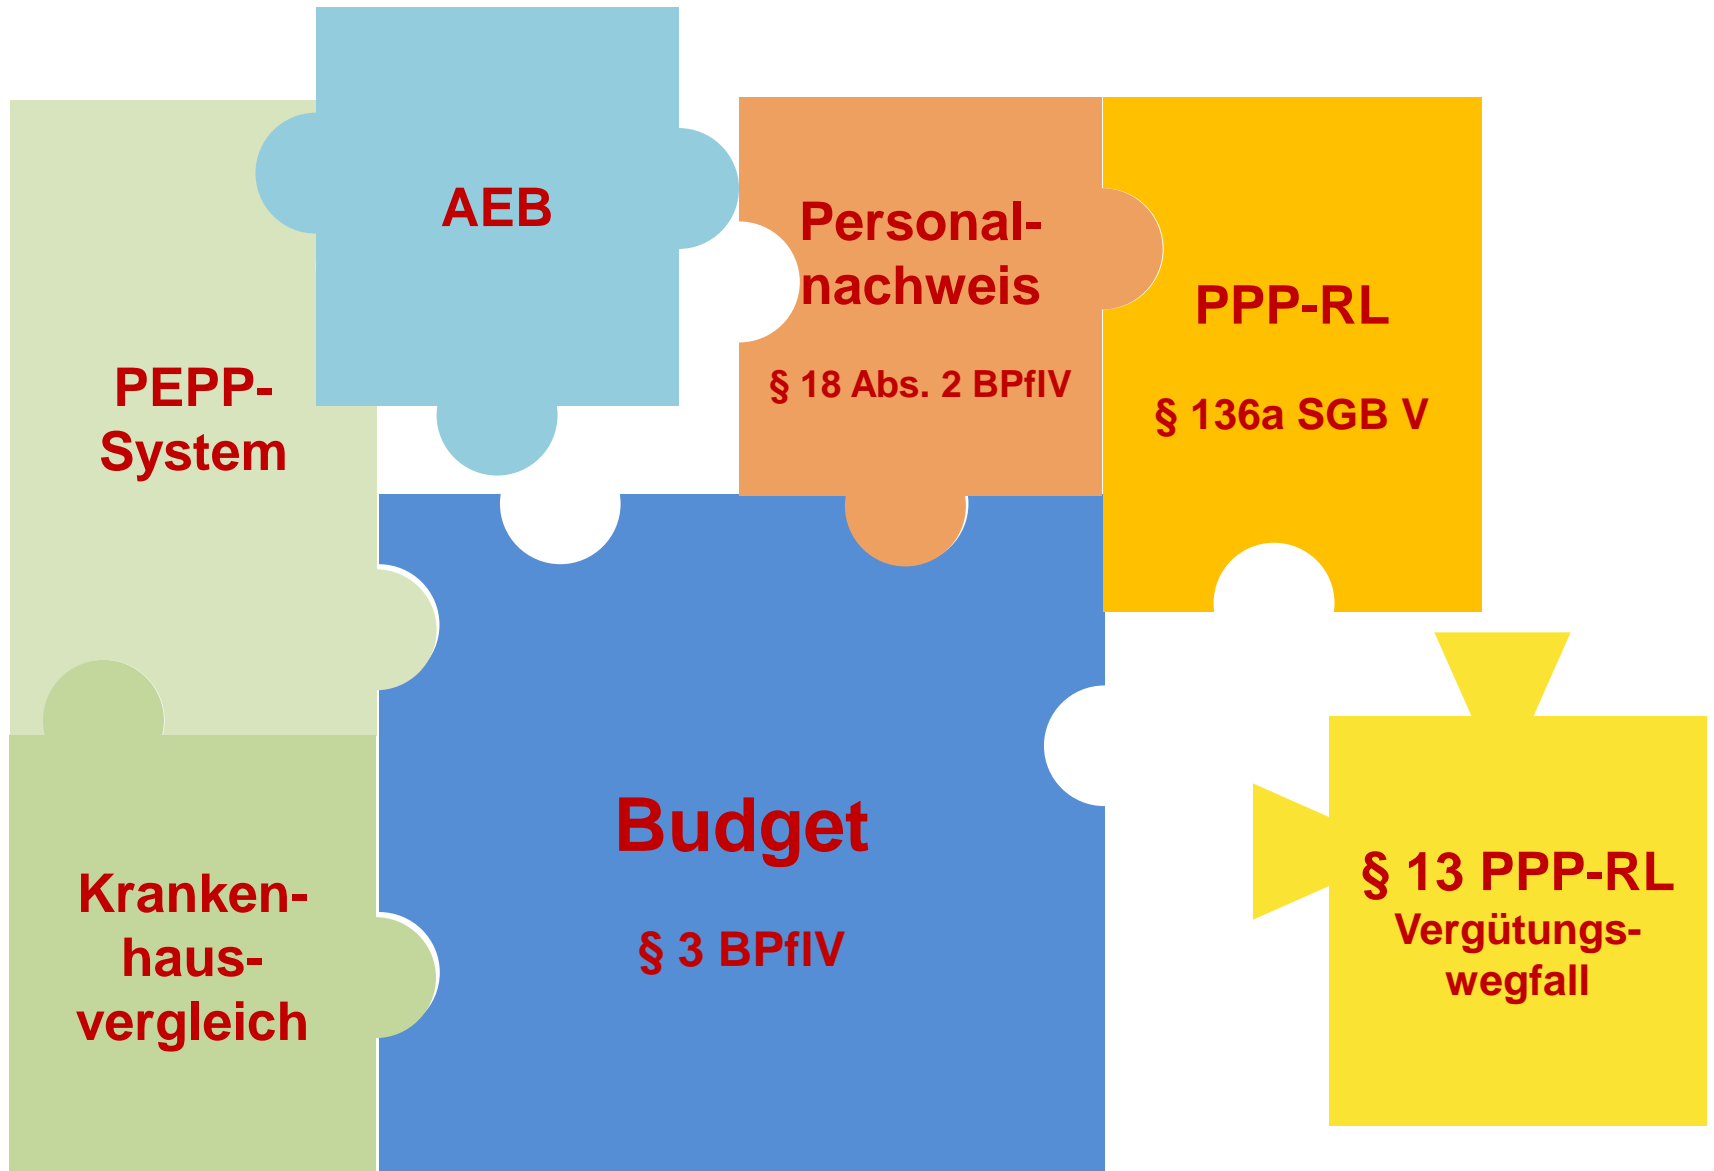 AEB
Personal-
nachweis
§ 18 Abs. 2 BPflV
PPP-RL
§ 136a SGB V
PEPP-
System
Budget
§ 3 BPflV
Kranken-
haus-
vergleich
§ 13 PPP-RL
Vergütungs-
wegfall